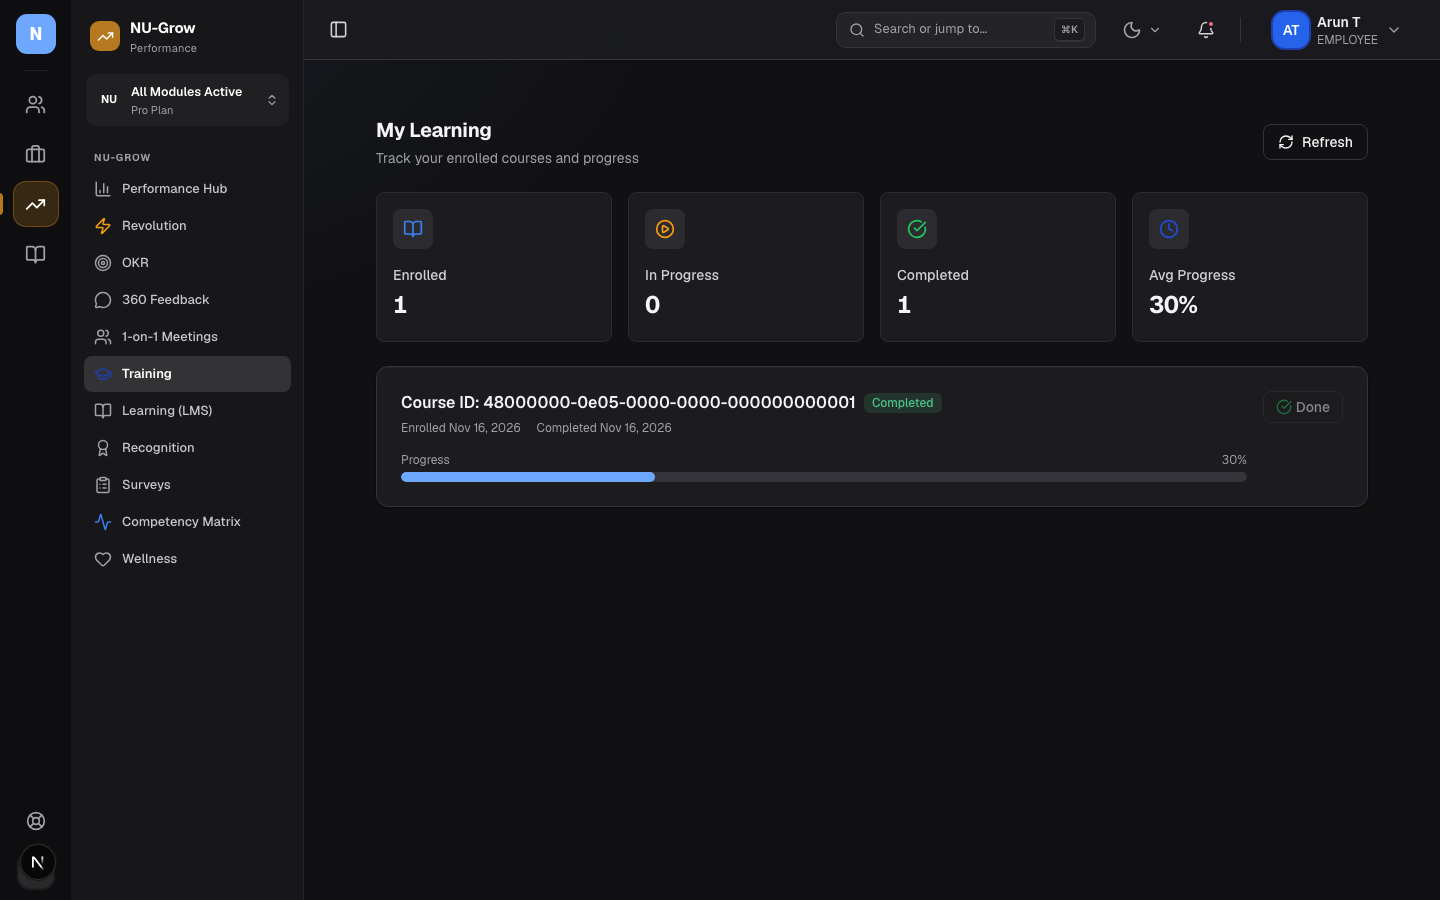 N
NU-Grow
Performance
NU
All Modules Active
Pro Plan
NU-GROW
Performance Hub
Revolution
OKR
360 Feedback
1-on-1 Meetings
Training
Learning (LMS)
Recognition
Surveys
Competency Matrix
Wellness
N
Search or jump to...
⌘K
AT
Arun T
EMPLOYEE
My Learning
Track your enrolled courses and progress
Refresh
Enrolled
1
In Progress
0
Completed
1
Avg Progress
30%
Course ID: 48000000-0e05-0000-0000-000000000001 Completed
Done
Enrolled Nov 16, 2026 Completed Nov 16, 2026
Progress 30%